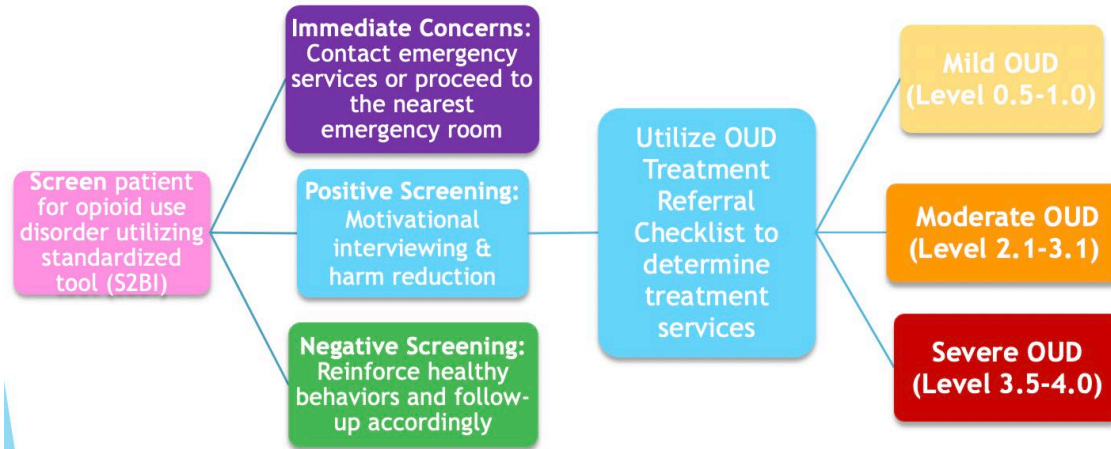 Screen patient
for opioid use
disorder utilizing
standardized
tool (S2BI)
Immediate Concerns:
Contact emergency
services or proceed to
the nearest
emergency room
Positive Screening:
Motivational
interviewing &
harm reduction
Negative Screening:
Reinforce healthy
behaviors and follow-
up accordingly
Utilize OUD
Treatment
Referral
Checklist to
determine
treatment
services
Mild OUD
(Level 0.5-1.0)
Moderate OUD
(Level 2.1-3.1)
Severe OUD
(Level 3.5-4.0)